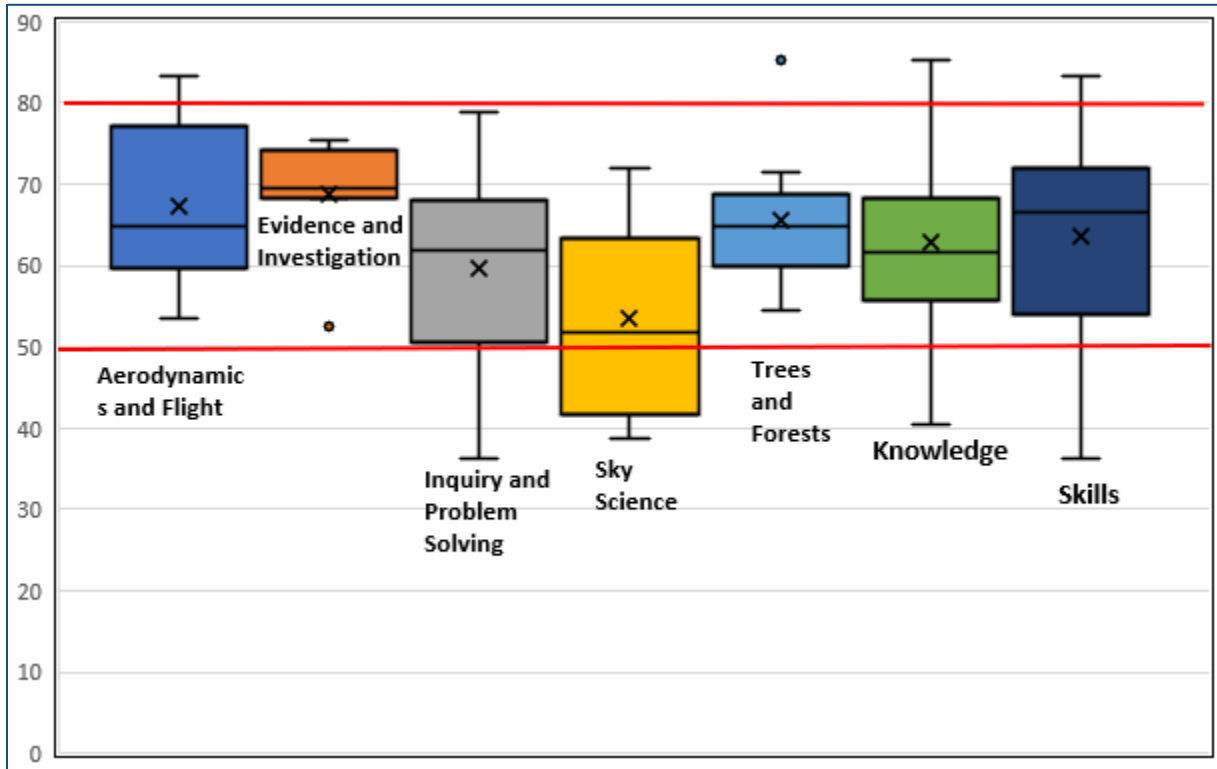 90
80
70
60
50
40
30
20
10
0
Aerodynamic
s and Flight
Evidence and
Investigation
Inquiry and
Problem
Solving
Sky
Science
Trees
and
Forests
Knowledge
Skills